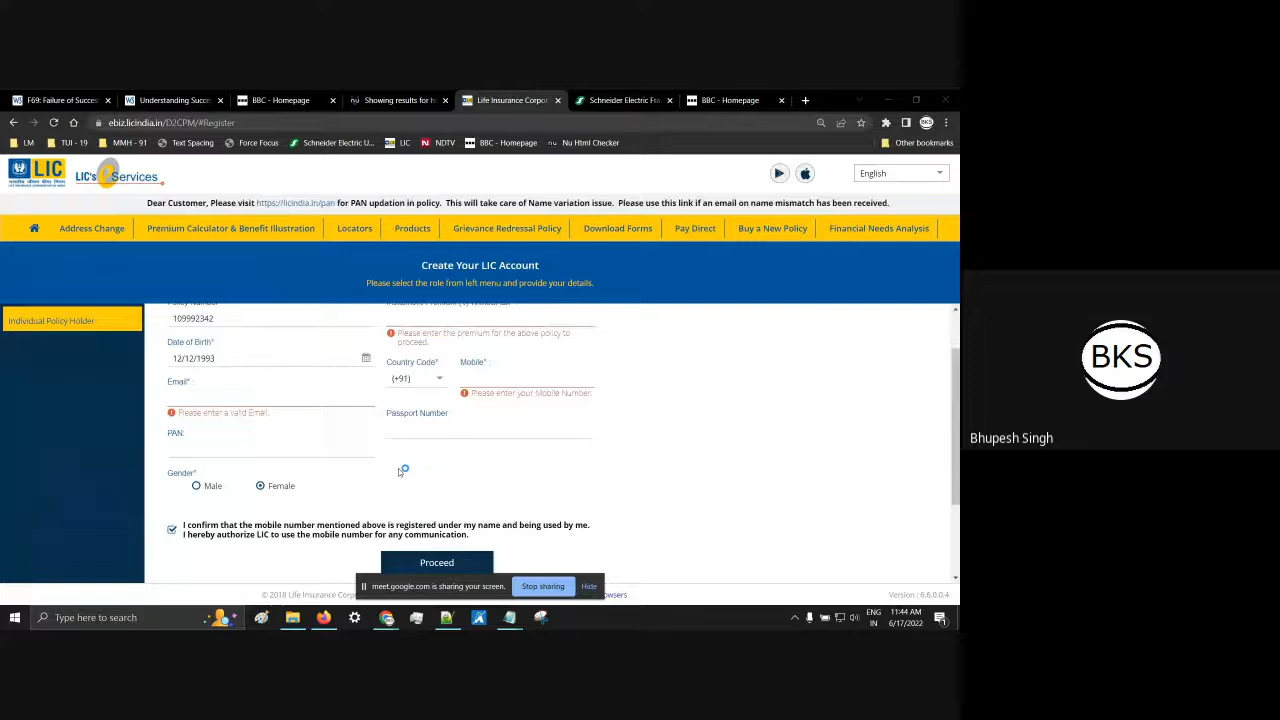 F69: Failure of Succes
Understanding Succe
BBC - Homepage
Showing results for h
Life Insurance Corpor
Schneider Electric Fra
BBC - Homepage
ebiz.licindia.in/D2CPM/#Register
BKS
LM
TUI - 19
MMH - 91
Text Spacing
Force Focus
Schneider Electric U...
LIC
NDTV
BBC - Homepage
Nu Html Checker
Other bookmarks
LIC
LIC's e Services
English
Dear Customer, Please visit https://licindia.in/pan for PAN updation in policy. This will take care of Name variation issue. Please use this link if an email on name mismatch has been received.
Address Change
Premium Calculator & Benefit Illustration
Locators
Products
Grievance Redressal Policy
Download Forms
Pay Direct
Buy a New Policy
Financial Needs Analysis
Create Your LIC Account
Please select the role from left menu and provide your details.
Individual Policy Holder
109992342
Please enter the premium for the above policy to
proceed.
Date of Birth*
12/12/1993
Country Code*
Mobile* :
(+91)
Please enter your Mobile Number.
Email* :
Please enter a valid Email.
Passport Number
PAN:
Gender*
Male
Female
I confirm that the mobile number mentioned above is registered under my name and being used by me.
I hereby authorize LIC to use the mobile number for any communication.
Proceed
meet.google.com is sharing your screen.
Stop sharing
Hide
© 2018 Life Insurance Corpo
owsers
Version : 6.6.0.0.4
Type here to search
ENG
IN
11:44 AM
6/17/2022
BKS
Bhupesh Singh